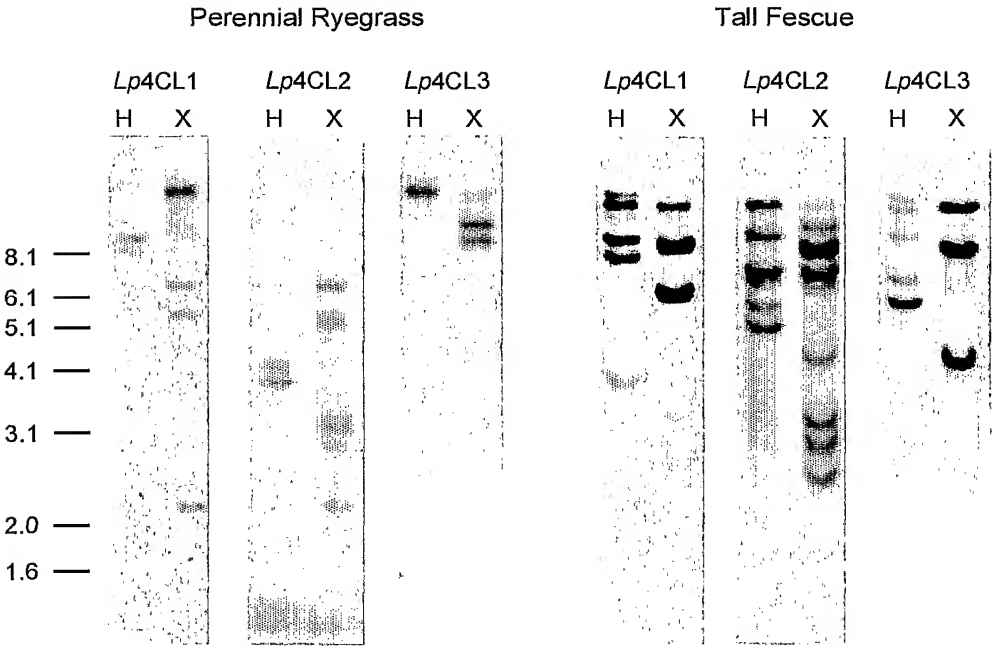 Perennial Ryegrass Tall Fescue
Lp4CL1 Lp4CL2 Lp4CL3 Lp4CL1 Lp4CL2 Lp4CL3
H X H X H X H X H X H X
8.1
6.1
5.1
4.1
3.1
2.0
1.6